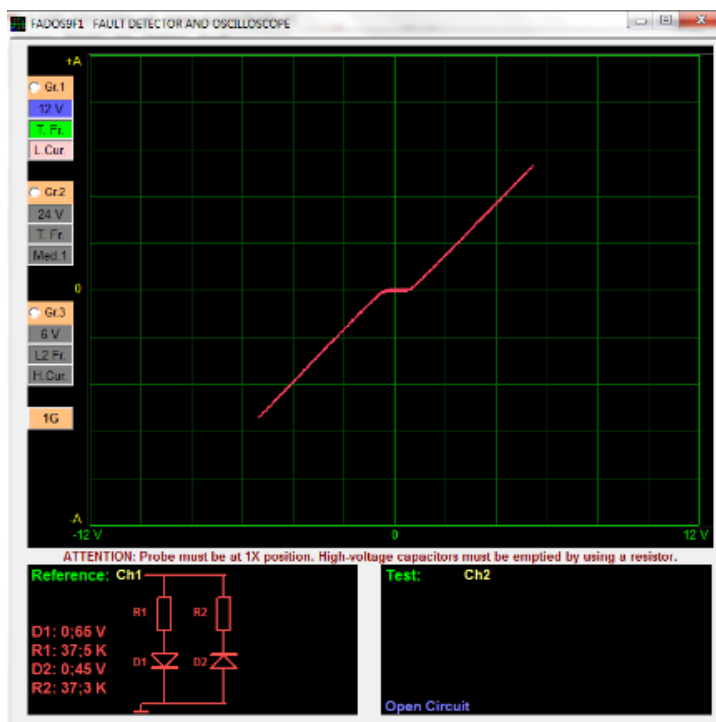 FADOS9F1 FAULT DETECTOR AND OSCILLOSCOPE
+A
Gr.1
12 V
T. Fr.
L.Cur.
Gr.2
24 V
T. Fr.
Med.1
0
Gr.3
6 V
L2 Fr.
H.Cur.
1G
-A
-12 V
0
12 V
ATTENTION: Probe must be at 1X position. High-voltage capacitors must be emptied by using a resistor.
Reference: Ch1
R1
R2
D1: 0;65 V
R1: 37;5 K
D2: 0;45 V
R2: 37;3 K
D1
D2
Test: Ch2
Open Circuit